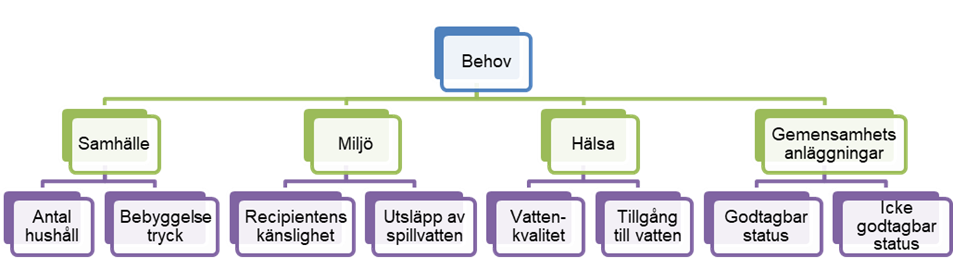 Behov
Samhälle
Miljö
Hälsa
Gemensamhets
anläggningar
Antal
hushåll
Bebyggelse
tryck
Recipientens
känslighet
Utsläpp av
spillvatten
Vatten-
kvalitet
Tillgång
till vatten
Godtagbar
status
Icke
godtagbar
status